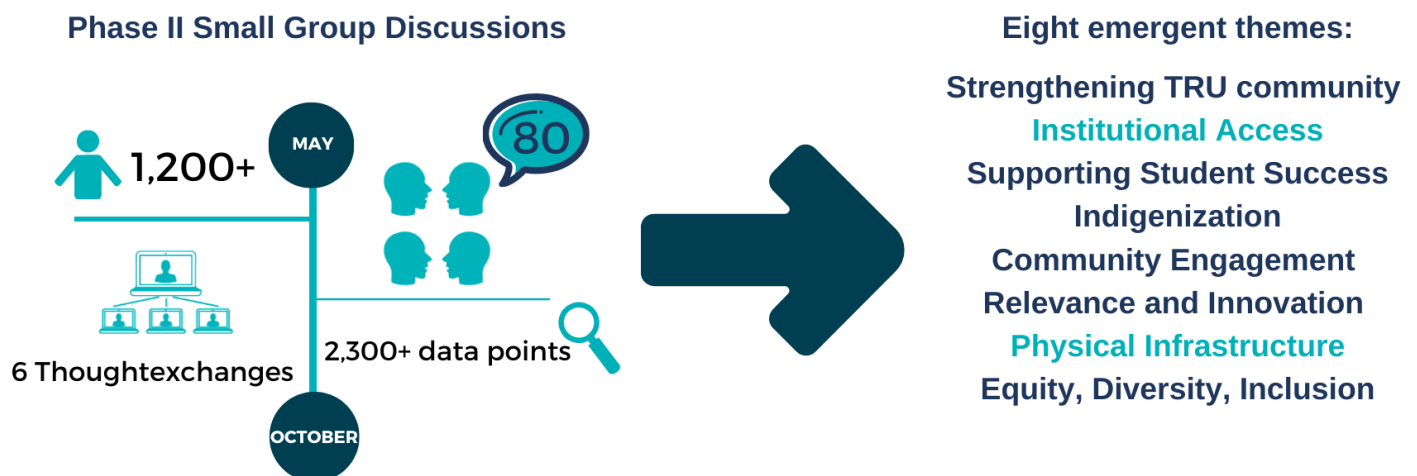 Phase II Small Group Discussions
MAY
1,200+
80
6 Thoughtexchanges
2,300+ data points
OCTOBER
Eight emergent themes:
Strengthening TRU community
Institutional Access
Supporting Student Success
Indigenization
Community Engagement
Relevance and Innovation
Physical Infrastructure
Equity, Diversity, Inclusion